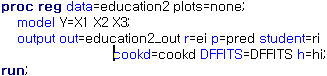 proc reg data=education2 plots=none;
model Y=X1 X2 X3;
output out=education2_out r=ei p=pred student=ri
cookd=cookd DFFITS=DFFITS h=hi;
run;